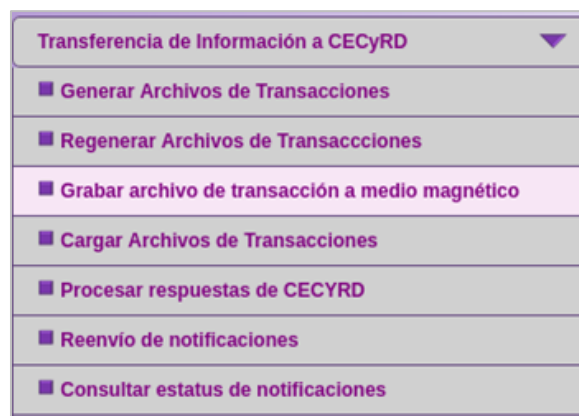 Transferencia de Información a CECyRD
Generar Archivos de Transacciones
Regenerar Archivos de Transaccciones
Grabar archivo de transacción a medio magnético
Cargar Archivos de Transacciones
Procesar respuestas de CECYRD
Reenvío de notificaciones
Consultar estatus de notificaciones